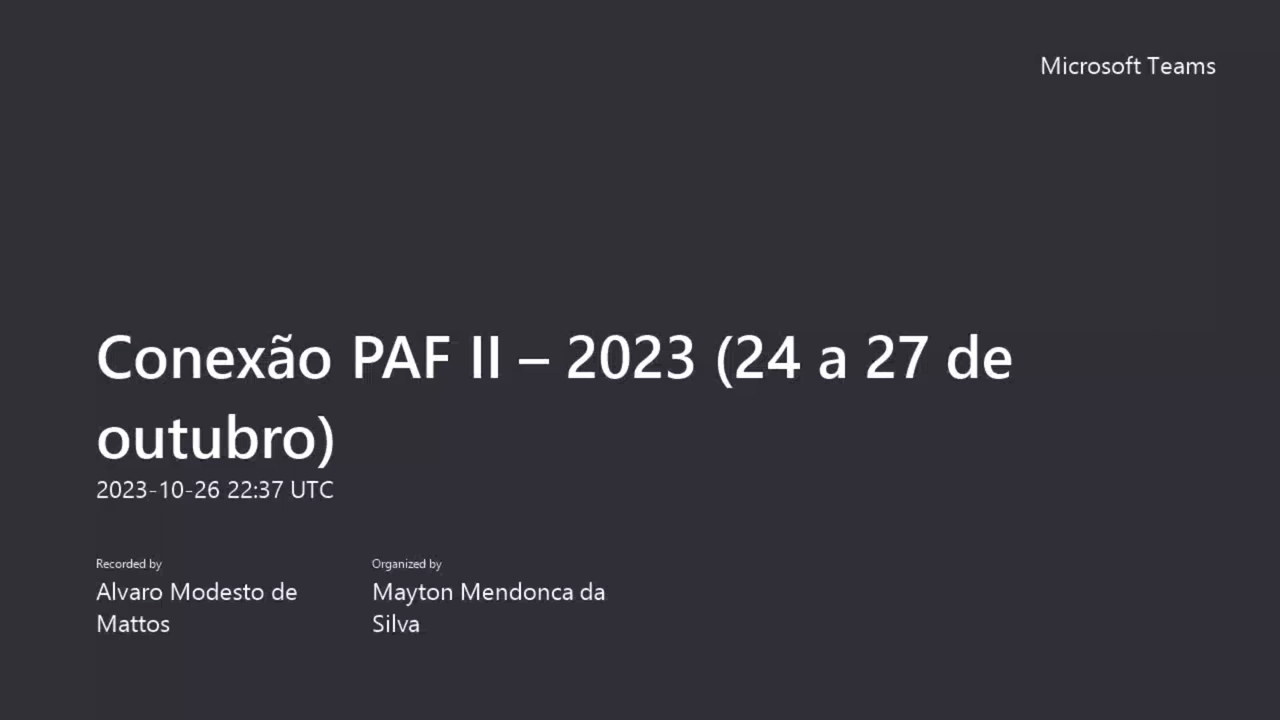 Microsoft Teams
Conexão PAF II – 2023 (24 a 27 de
outubro)
2023-10-26 22:37 UTC
Recorded by
Alvaro Modesto de
Mattos
Organized by
Mayton Mendonca da
Silva